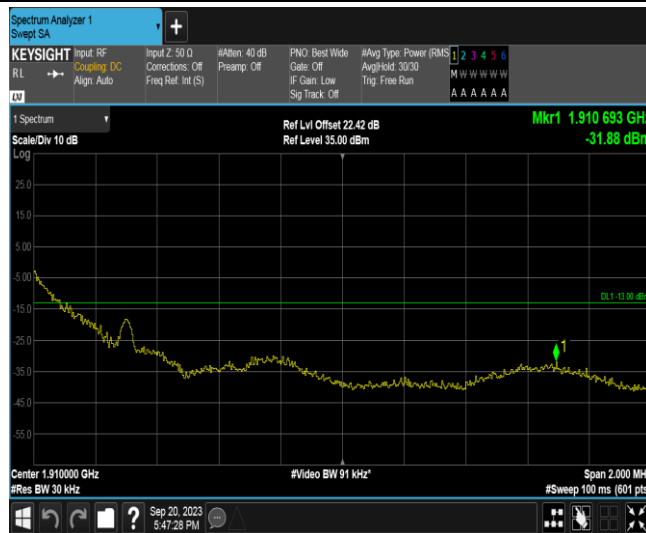 Spectrum Analyzer 1
Swept SA
+
KEYSIGHT
RL
LXI
Input: RF
Coupling: DC
Align: Auto
Input Z: 50 Ω
Corrections: Off
Freq Ref: Int (S)
#Atten: 40 dB
Preamp: Off
PNO: Best Wide
Gate: Off
IF Gain: Low
Sig Track: Off
#Avg Type: Power (RMS
Avg|Hold: 30/30
Trig: Free Run
1 2 3 4 5 6
M W W W W W
A A A A A A
1 Spectrum
Scale/Div 10 dB
Log
Ref Lvl Offset 22.42 dB
Ref Level 35.00 dBm
Mkr1 1.910 693 GHz
-31.88 dBm
25.0
15.0
5.00
-5.00
-15.0
-25.0
-35.0
-45.0
-55.0
DL1 -13.00 dBm
1
Center 1.910000 GHz
#Res BW 30 kHz
#Video BW 91 kHz*
Span 2.000 MH
#Sweep 100 ms (601 pts
?
Sep 20, 2023
5:47:28 PM